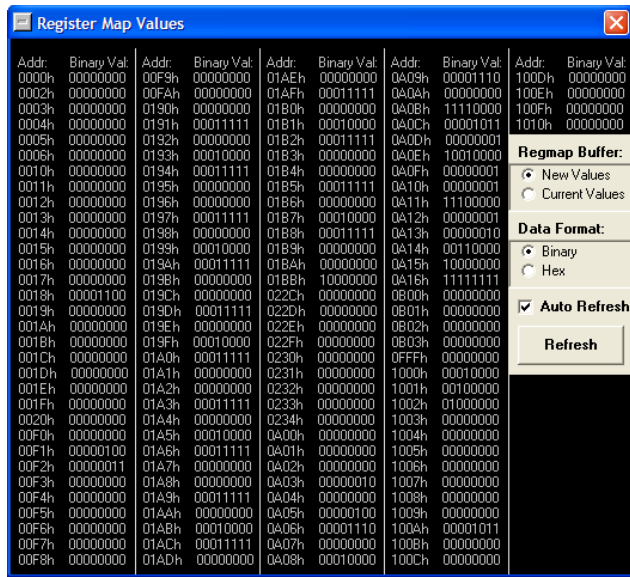 Register Map Values
Addr: Binary Val:
0000h 00000000
0002h 00000000
0003h 00000000
0004h 00000000
0005h 00000000
0006h 00000000
0010h 00000000
0011h 00000000
0012h 00000000
0013h 00000000
0014h 00000000
0015h 00000000
0016h 00000000
0017h 00000000
0018h 00001100
0019h 00000000
001Ah 00000000
001Bh 00000000
001Ch 00000000
001Dh 00000000
001Eh 00000000
001Fh 00000000
0020h 00000000
00F0h 00000000
00F1h 00000100
00F2h 00000011
00F3h 00000000
00F4h 00000000
00F5h 00000000
00F6h 00000000
00F7h 00000000
00F8h 00000000
Addr: Binary Val:
00F9h 00000000
00FAh 00000000
0190h 00000000
0191h 00011111
0192h 00000000
0193h 00010000
0194h 00011111
0195h 00000000
0196h 00000000
0197h 00011111
0198h 00000000
0199h 00010000
019Ah 00011111
019Bh 00000000
019Ch 00000000
019Dh 00011111
019Eh 00000000
019Fh 00010000
01A0h 00011111
01A1h 00000000
01A2h 00000000
01A3h 00011111
01A4h 00000000
01A5h 00010000
01A6h 00011111
01A7h 00000000
01A8h 00000000
01A9h 00011111
01AAh 00000000
01ABh 00010000
01ACh 00011111
01ADh 00000000
Addr: Binary Val:
01AEh 00000000
01AFh 00011111
01B0h 00000000
01B1h 00010000
01B2h 00011111
01B3h 00000000
01B4h 00000000
01B5h 00011111
01B6h 00000000
01B7h 00010000
01B8h 00011111
01B9h 00000000
01BAh 00000000
01BBh 10000000
022Ch 00000000
022Dh 00000000
022Eh 00000000
022Fh 00000000
0230h 00000000
0231h 00000000
0232h 00000000
0233h 00000000
0234h 00000000
0A00h 00000000
0A01h 00000000
0A02h 00000000
0A03h 00000010
0A04h 00000000
0A05h 00000100
0A06h 00001110
0A07h 00000000
0A08h 00010000
Addr: Binary Val:
0A09h 00001110
0A0Ah 00000000
0A0Bh 11110000
0A0Ch 00001011
0A0Dh 00000001
0A0Eh 10010000
0A0Fh 00000000
0A10h 00000001
0A11h 11100000
0A12h 00000001
0A13h 00000010
0A14h 00110000
0A15h 10000000
0A16h 11111111
0B00h 00000000
0B01h 00000000
0B02h 00000000
0B03h 00000000
0FFFh 00000000
1000h 00010000
1001h 00100000
1002h 01000000
1003h 00000000
1004h 00000000
1005h 00000000
1006h 00000000
1007h 00000000
1008h 00000000
1009h 00000000
100Ah 00001011
100Bh 00000000
100Ch 00000000
Addr: Binary Val:
100Dh 00000000
100Eh 00000000
100Fh 00000000
1010h 00000000
Regmap Buffer:
New Values
Current Values
Data Format:
Binary
Hex
Auto Refresh
Refresh